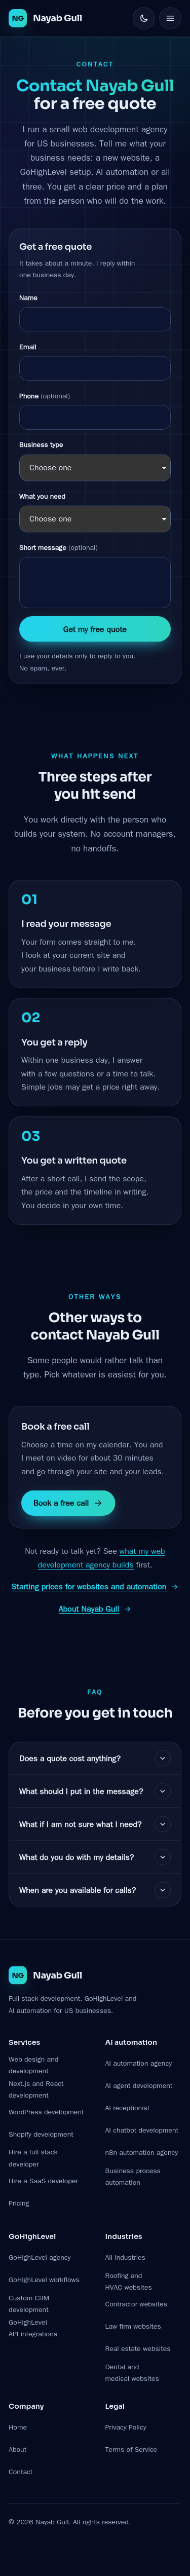 NG Nayab Gull
CONTACT
Contact Nayab Gull
for a free quote
I run a small web development agency
for US businesses. Tell me what your
business needs: a new website, a
GoHighLevel setup, AI automation or all
three. You get a clear price and a plan
from the person who will do the work.
Get a free quote
It takes about a minute. I reply within
one business day.
Name
Email
Phone (optional)
Business type
Choose one
What you need
Choose one
Short message (optional)
Get my free quote
I use your details only to reply to you.
No spam, ever.
WHAT HAPPENS NEXT
Three steps after
you hit send
You work directly with the person who
builds your system. No account managers,
no handoffs.
01
I read your message
Your form comes straight to me.
I look at your current site and
your business before I write back.
02
You get a reply
Within one business day, I answer
with a few questions or a time to talk.
Simple jobs may get a price right away.
03
You get a written quote
After a short call, I send the scope,
the price and the timeline in writing.
You decide in your own time.
OTHER WAYS
Other ways to
contact Nayab Gull
Some people would rather talk than
type. Pick whatever is easiest for you.
Book a free call
Choose a time on my calendar. You and
I meet on video for about 30 minutes
and go through your site and your leads.
Book a free call →
Not ready to talk yet? See what my web
development agency builds first.
Starting prices for websites and automation →
About Nayab Gull →
FAQ
Before you get in touch
Does a quote cost anything?
What should I put in the message?
What if I am not sure what I need?
What do you do with my details?
When are you available for calls?
NG Nayab Gull
Full-stack development, GoHighLevel and
AI automation for US businesses.
Services
Web design and
development
Next.js and React
development
WordPress development
Shopify development
Hire a full stack
developer
Hire a SaaS developer
Pricing
AI automation
AI automation agency
AI agent development
AI receptionist
AI chatbot development
n8n automation agency
Business process
automation
GoHighLevel
GoHighLevel agency
GoHighLevel workflows
Custom CRM
development
GoHighLevel
API integrations
Industries
All industries
Roofing and
HVAC websites
Contractor websites
Law firm websites
Real estate websites
Dental and
medical websites
Company
Home
About
Contact
Legal
Privacy Policy
Terms of Service
© 2026 Nayab Gull. All rights reserved.